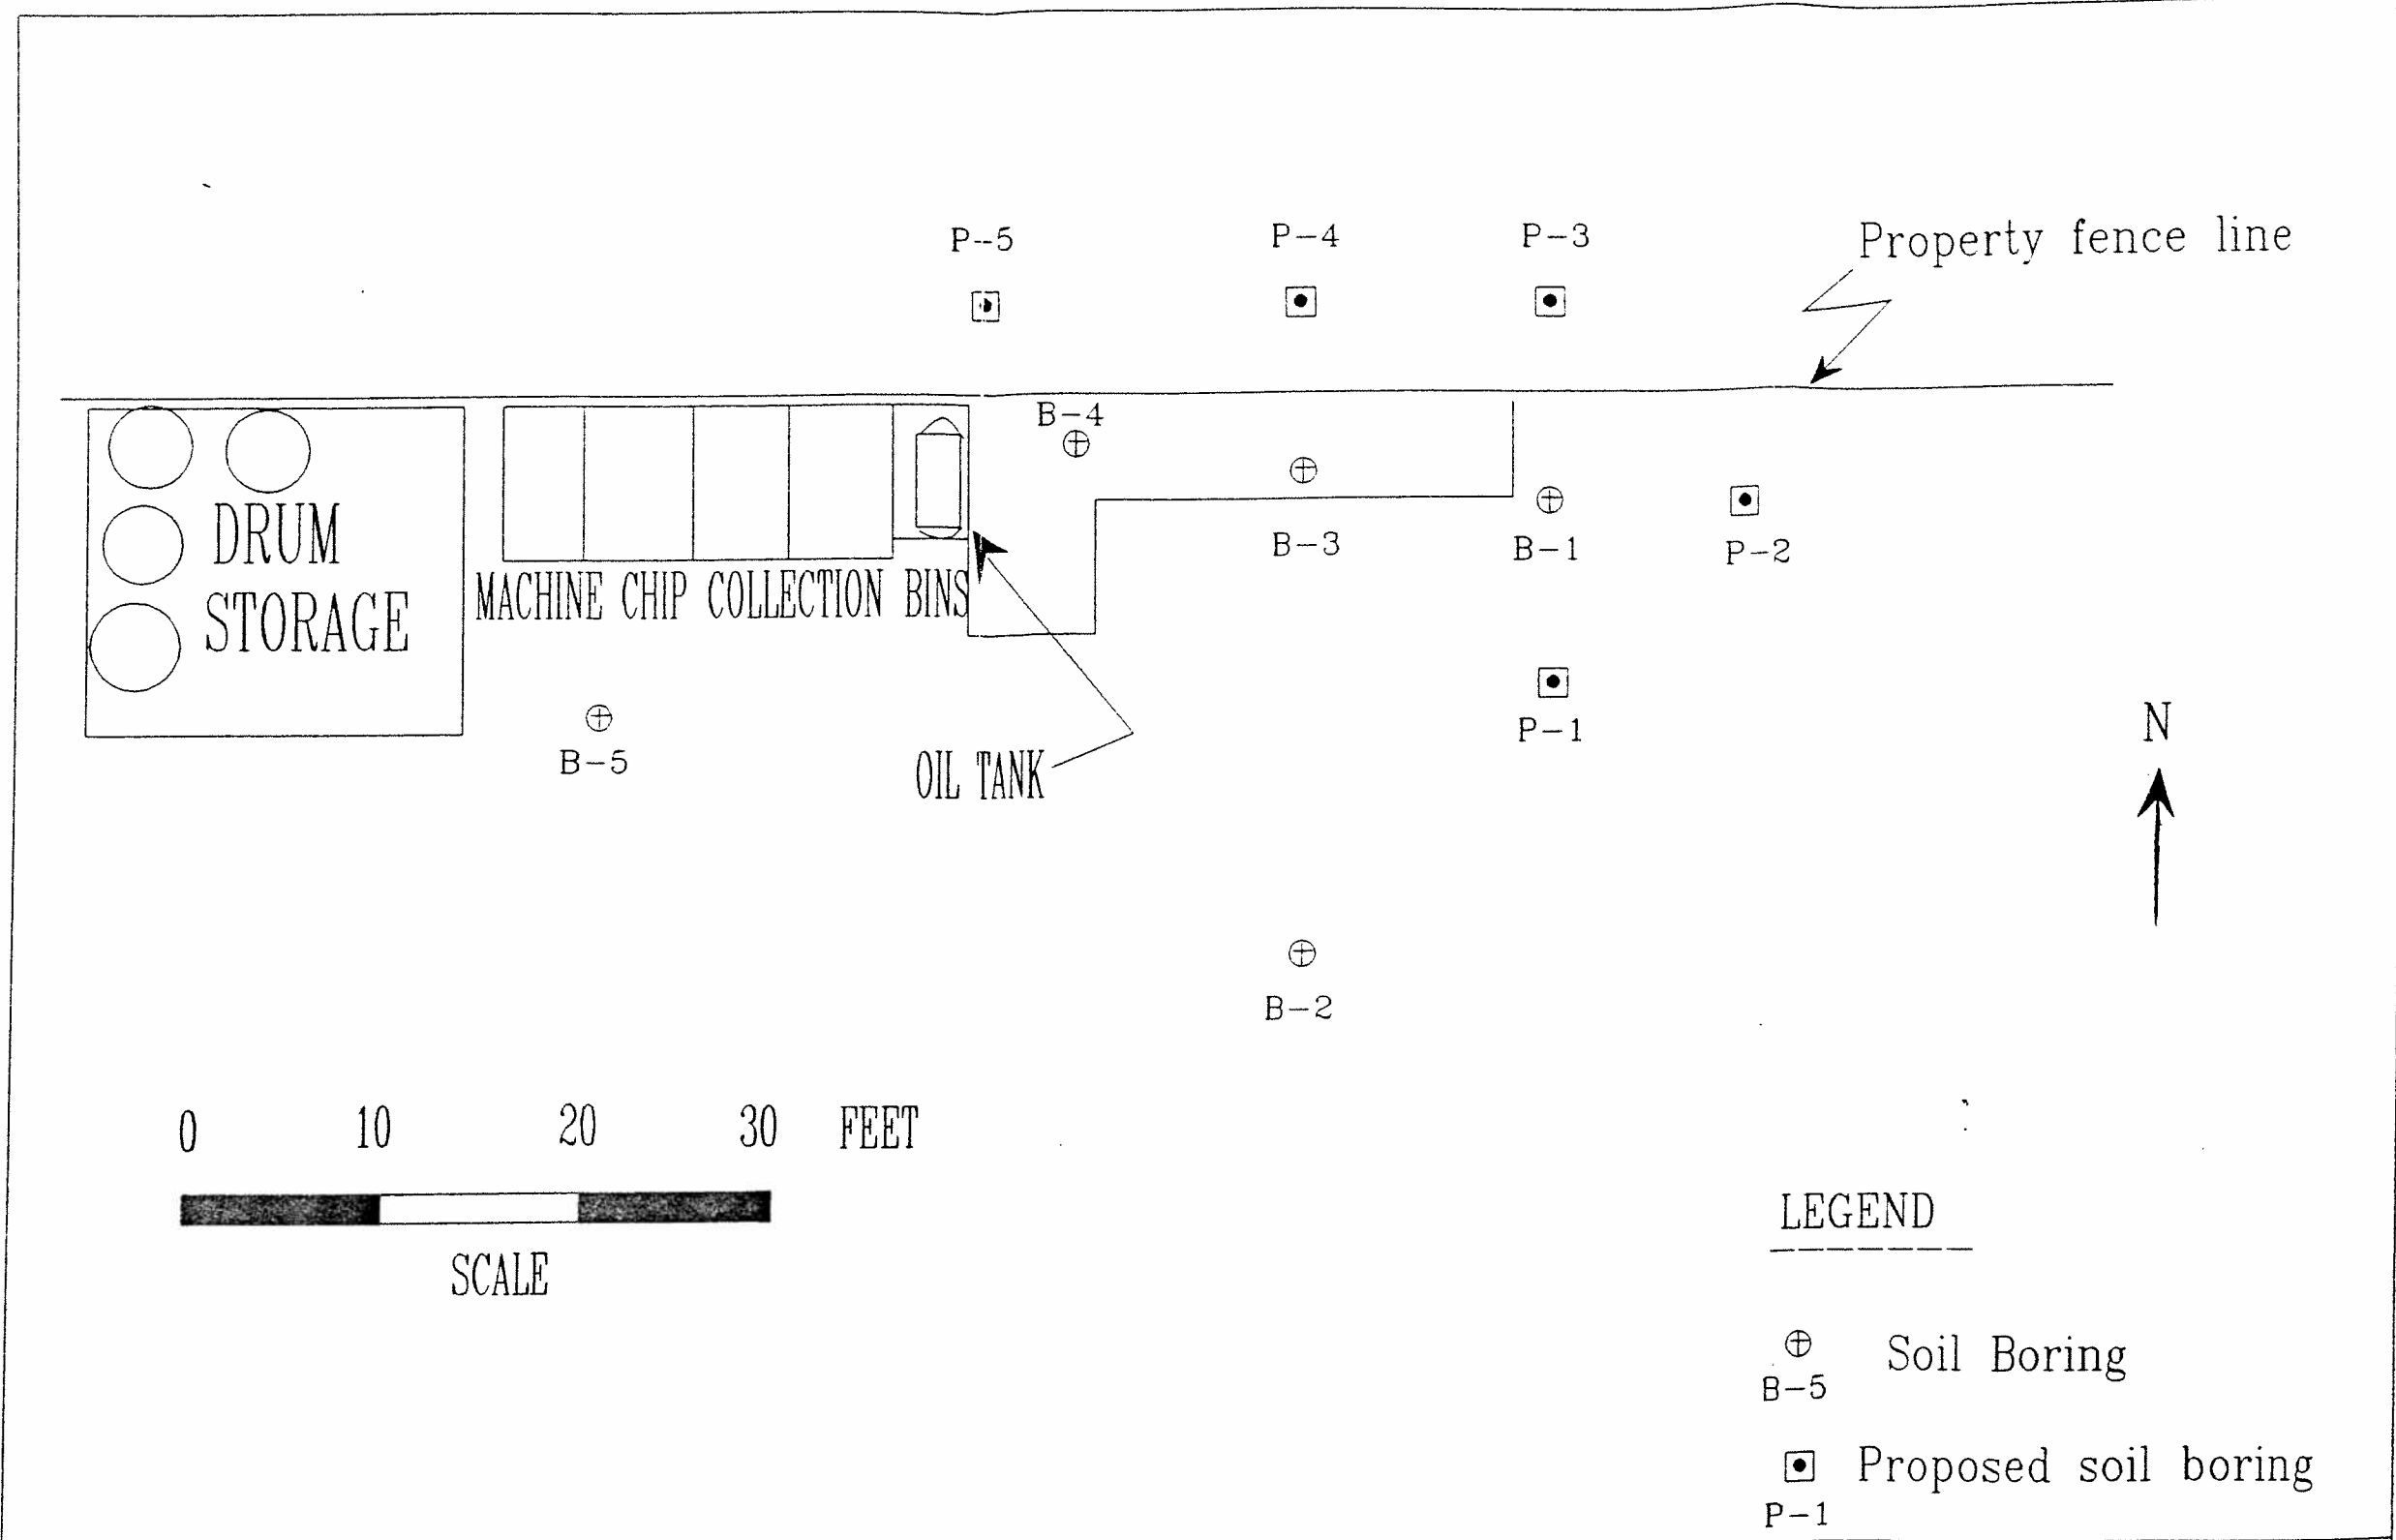 P--5
P-4
P-3
Property fence line
B-4
DRUM
STORAGE
B-3
B-1
P-2
MACHINE CHIP COLLECTION BINS
P-1
N
B-5
OIL TANK
B-2
0 10 20 30 FEET
SCALE
LEGEND
Soil Boring
B-5
Proposed soil boring
P-1